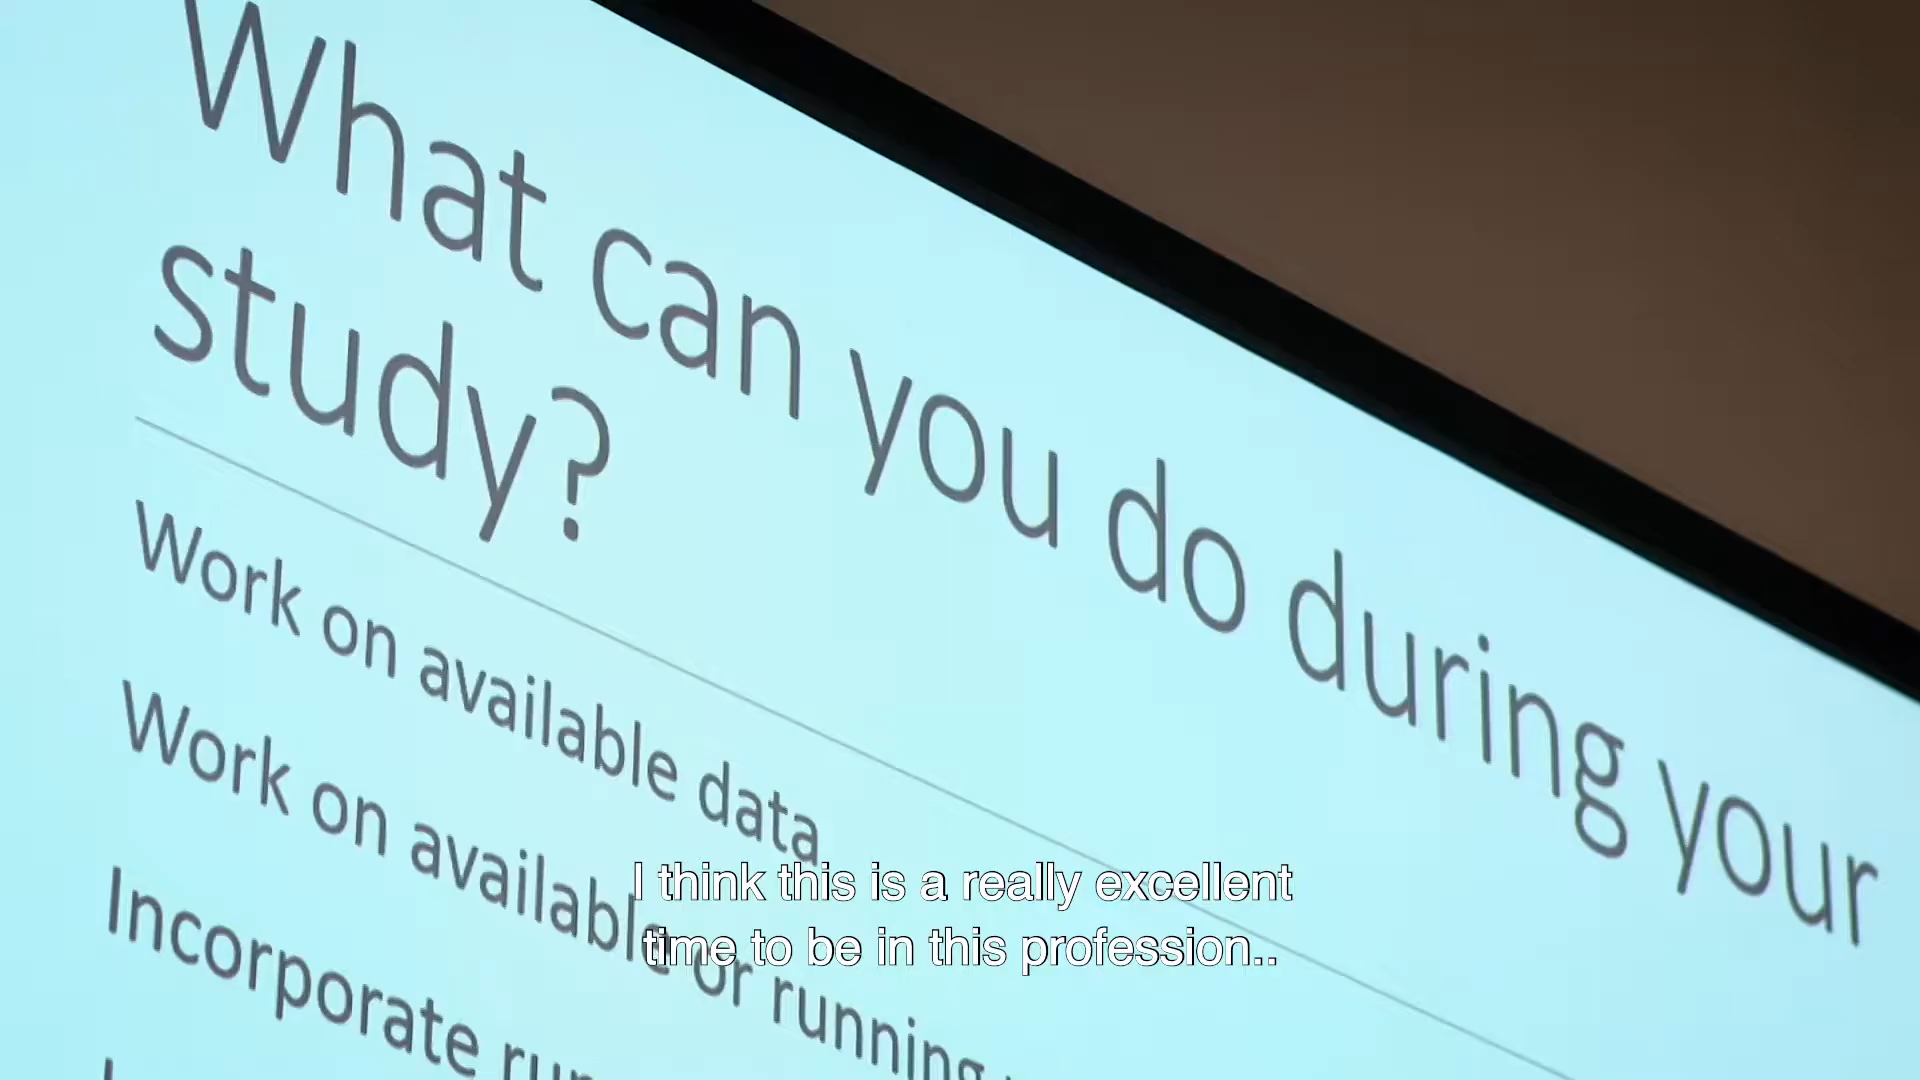 What can you do during your
study?
Work on available data
Work on available or running
Incorporate
I think this is a really excellent
time to be in this profession..